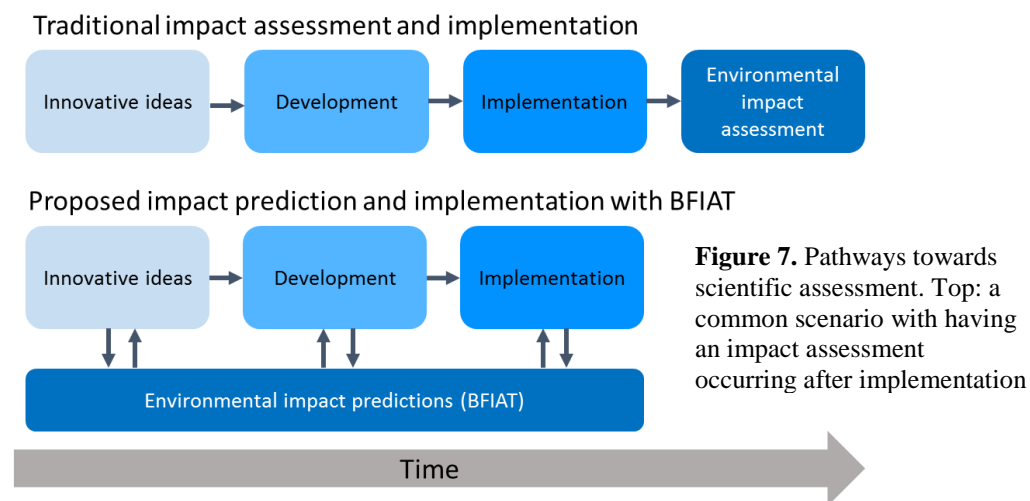 Traditional impact assessment and implementation
Innovative ideas
Development
Implementation
Environmental
impact
assessment
Proposed impact prediction and implementation with BFIAT
Innovative ideas
Development
Implementation
Environmental impact predictions (BFIAT)
Time
Figure 7. Pathways towards
scientific assessment. Top: a
common scenario with having
an impact assessment
occurring after implementation